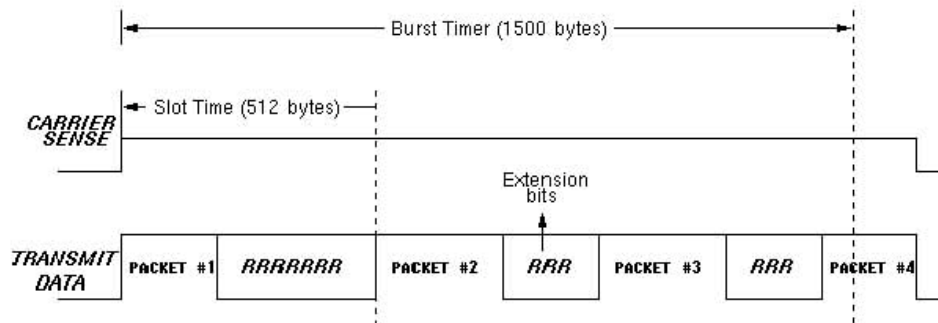 Burst Timer (1500 bytes)
Slot Time (512 bytes)
CARRIER
SENSE
Extension
bits
TRANSMIT
DATA
PACKET #1
RRRRRRR
PACKET #2
RRR
PACKET #3
RRR
PACKET #4